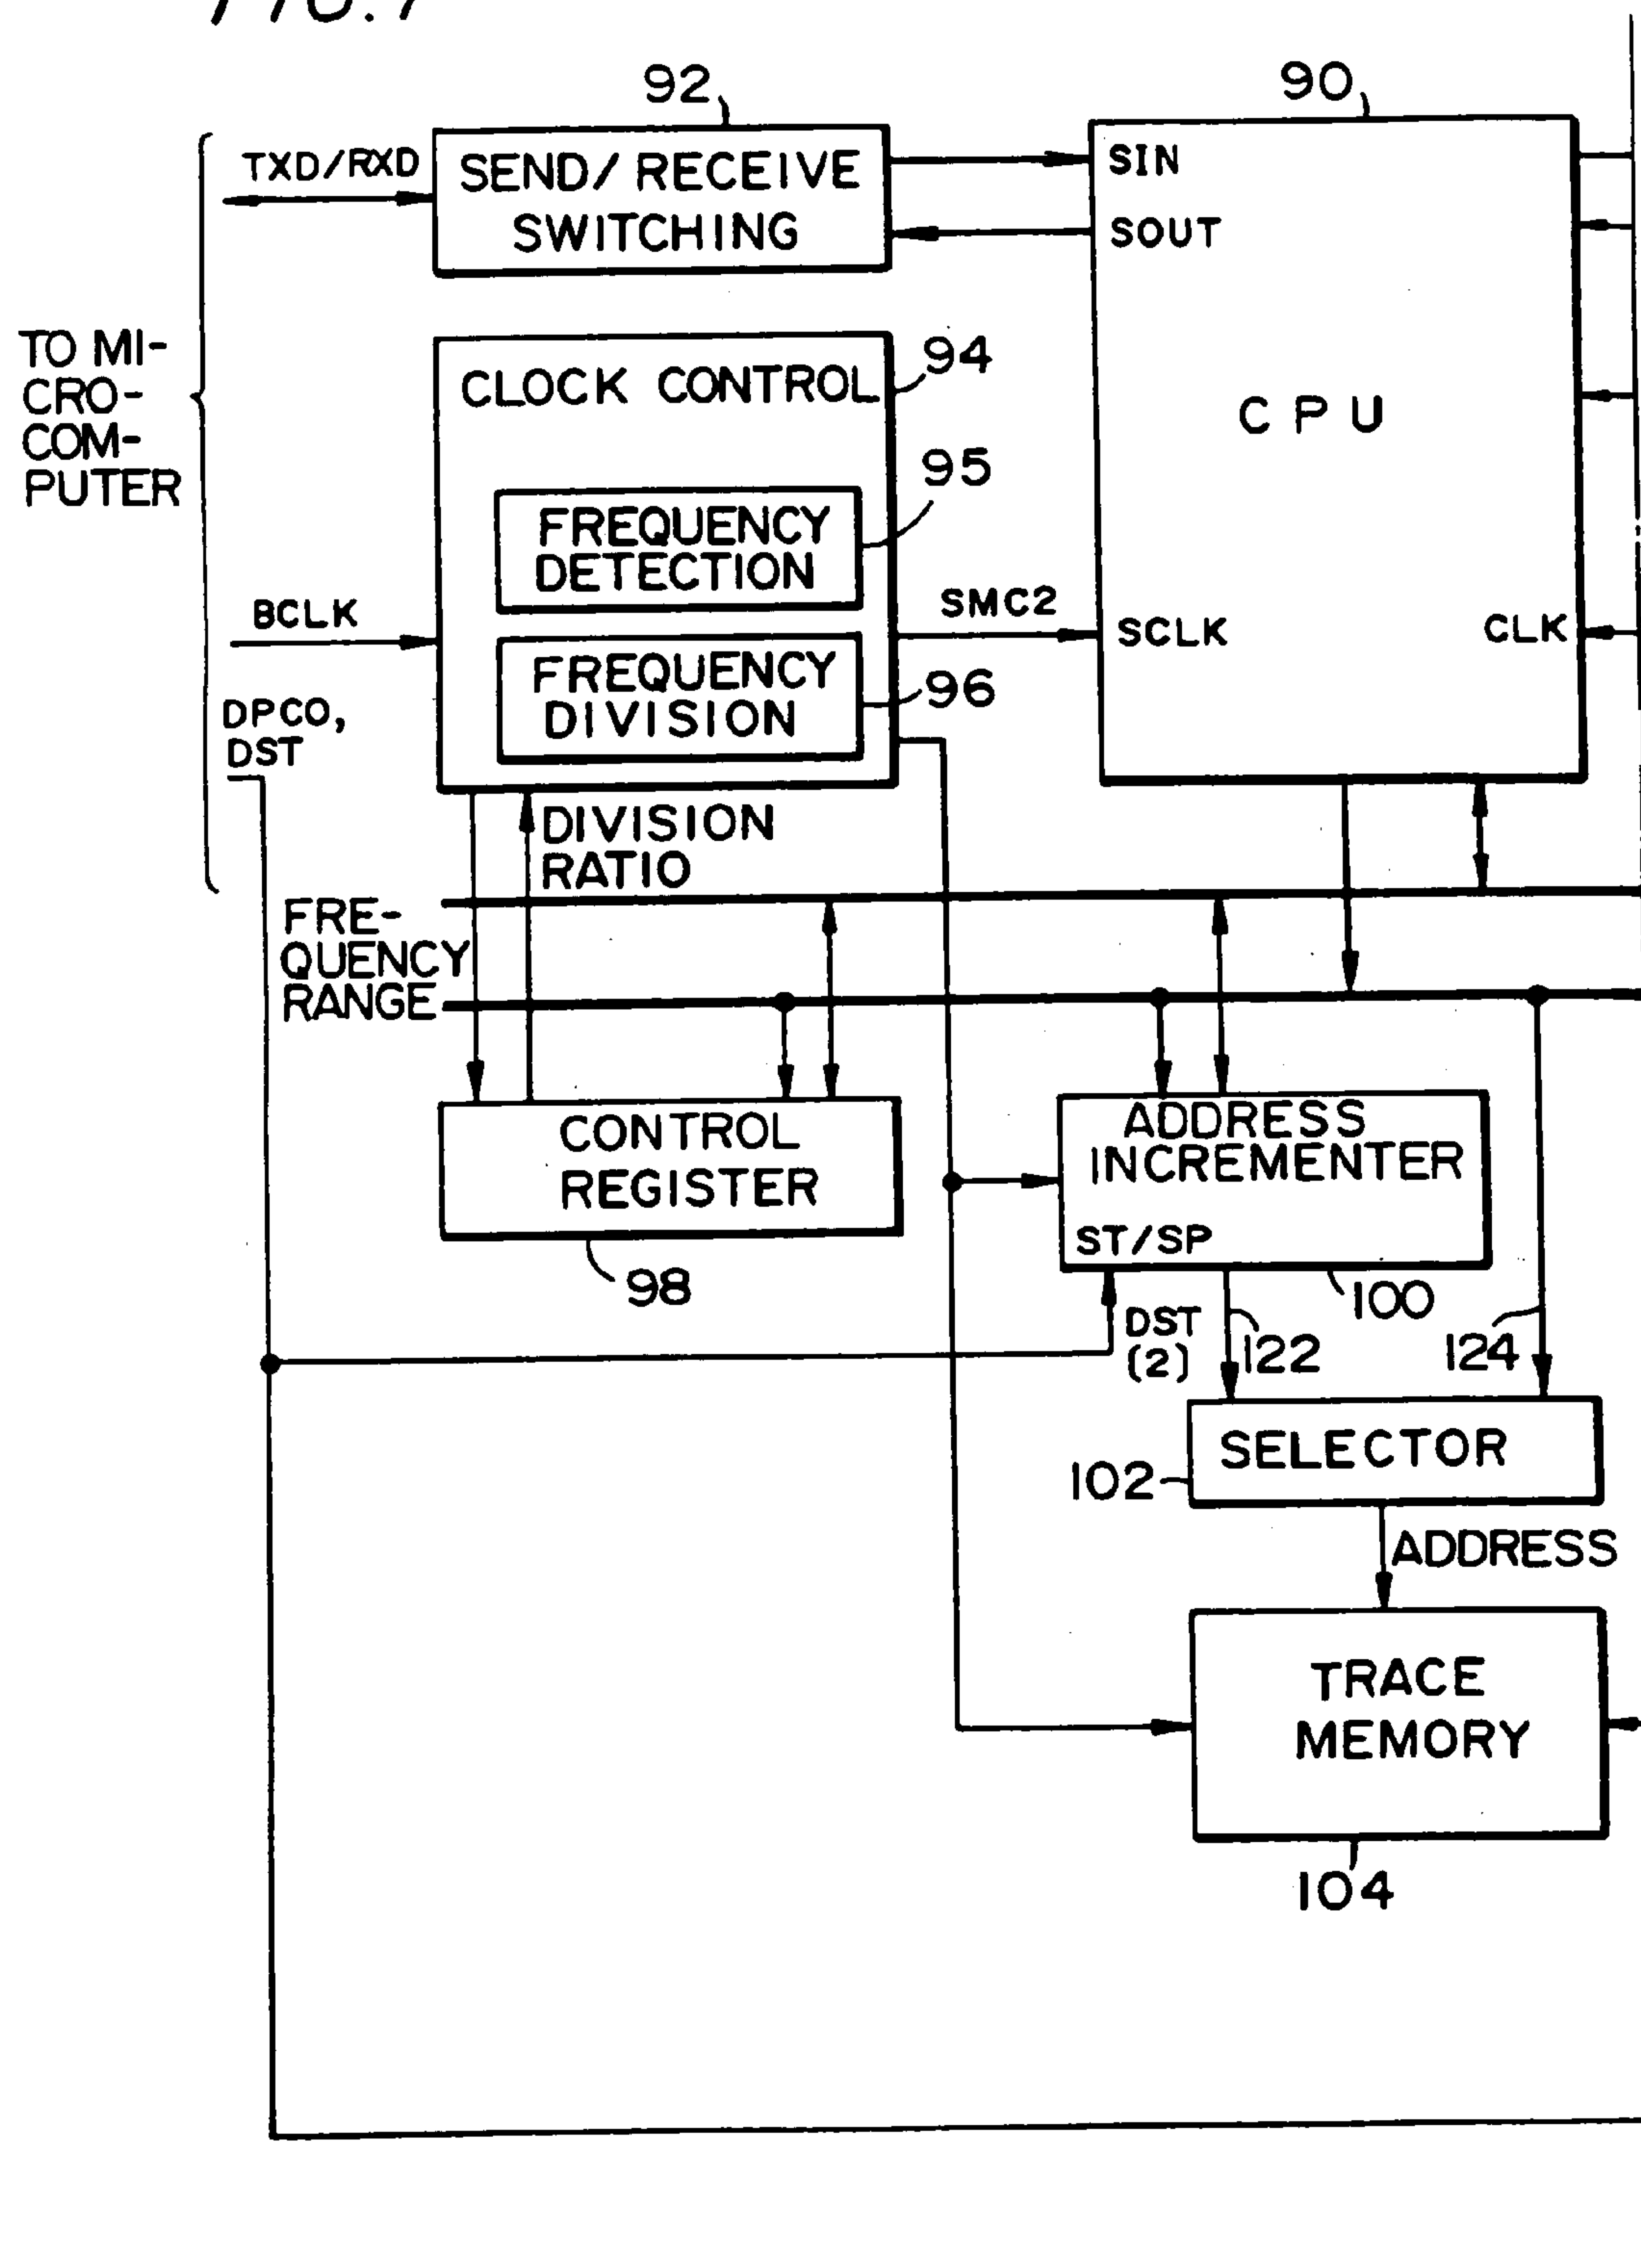 FIG. 7
92
90
TXD/RXD
SEND/RECEIVE
SWITCHING
SIN
SOUT
TO MI-
CRO-
COM-
PUTER
CLOCK CONTROL
94
CPU
95
FREQUENCY
DETECTION
BCLK
SMC2
SCLK
CLK
FREQUENCY
DIVISION
96
DPCO,
DST
DIVISION
RATIO
FRE-
QUENCY
RANGE
CONTROL
REGISTER
98
ADDRESS
INCREMENTER
ST/SP
100
DST
(2)
122
124
SELECTOR
102
ADDRESS
TRACE
MEMORY
104